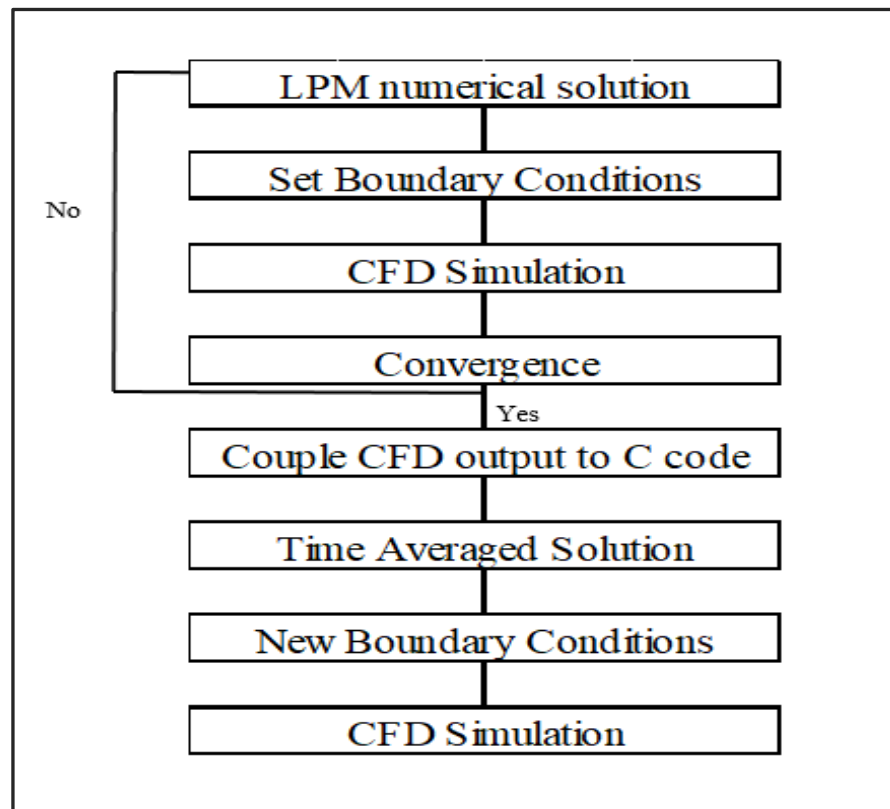 LPM numerical solution
Set Boundary Conditions
No
CFD Simulation
Convergence
Yes
Couple CFD output to C code
Time Averaged Solution
New Boundary Conditions
CFD Simulation